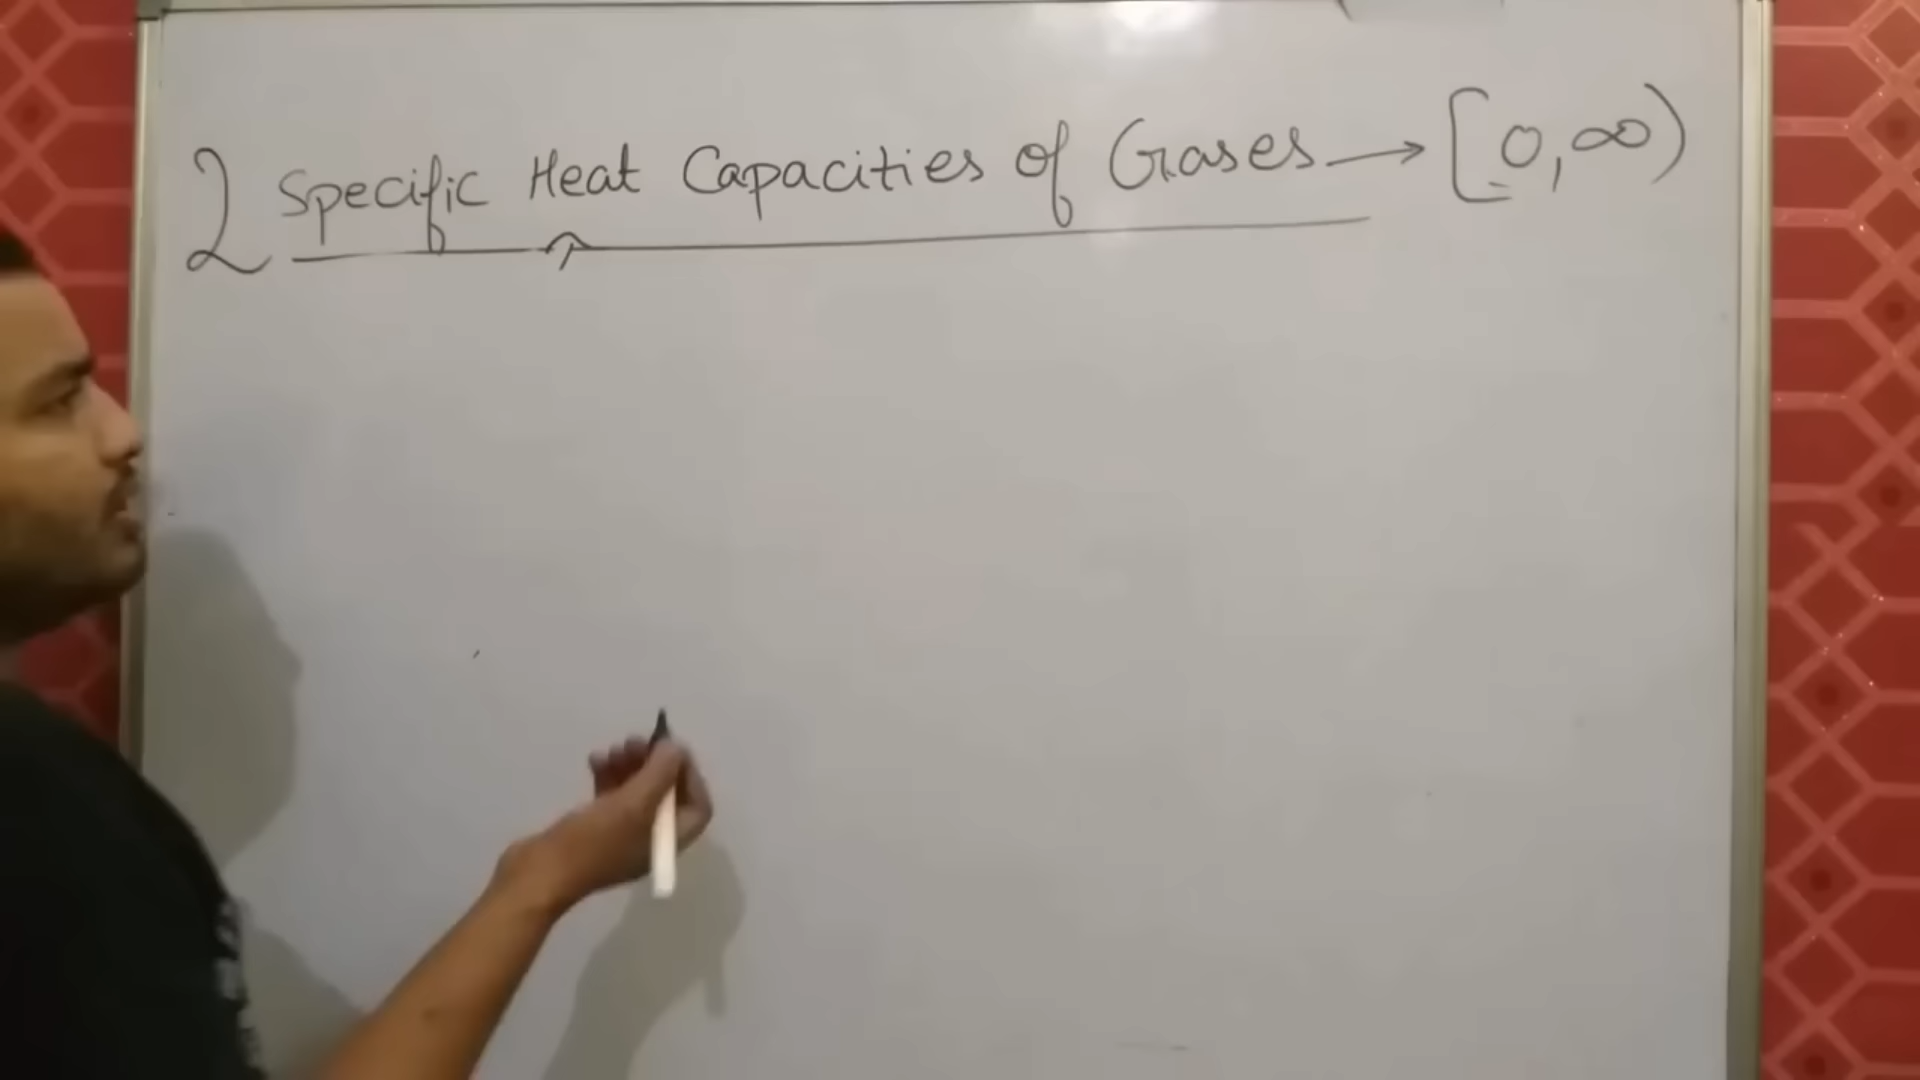 2 Specific Heat Capacities of Gases → [0, ∞)